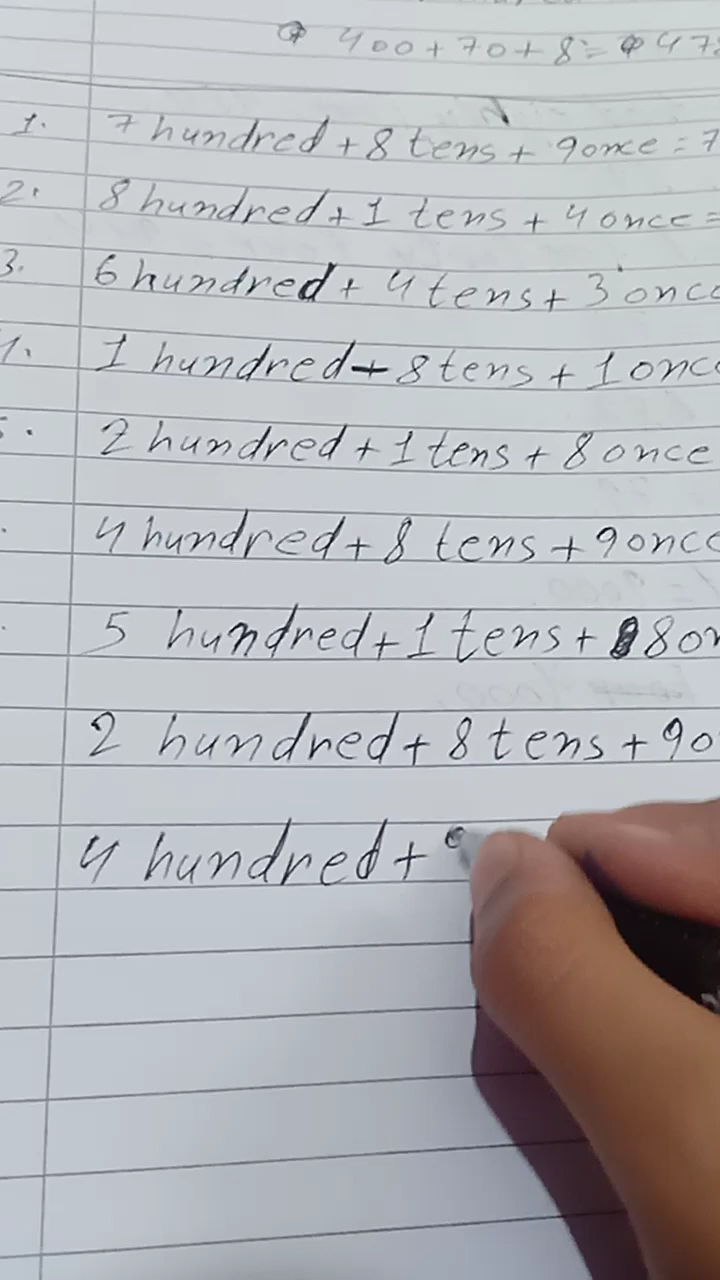 400+70+8= 478
1. 7 hundred + 8 tens + 9 once = 7
2. 8 hundred + 1 tens + 4 once =
3. 6 hundred + 4 tens + 3 once
4. 1 hundred + 8 tens + 1 once
5. 2 hundred + 1 tens + 8 once
4 hundred + 8 tens + 9 once
5 hundred + 1 tens + 8 on
2 hundred + 8 tens + 9 o
4 hundred +